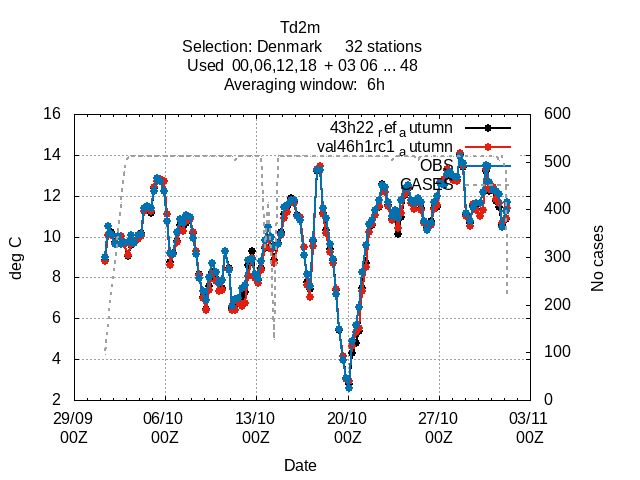 Td2m
Selection: Denmark 32 stations
Used 00,06,12,18 + 03 06 ... 48
Averaging window: 6h
43h22_ref_autumn
val46h1rc1_autumn
OBS
CASES
deg C
16
14
12
10
8
6
4
2
No cases
600
500
400
300
200
100
0
29/09 06/10 13/10 20/10 27/10 03/11
00Z 00Z 00Z 00Z 00Z 00Z
Date